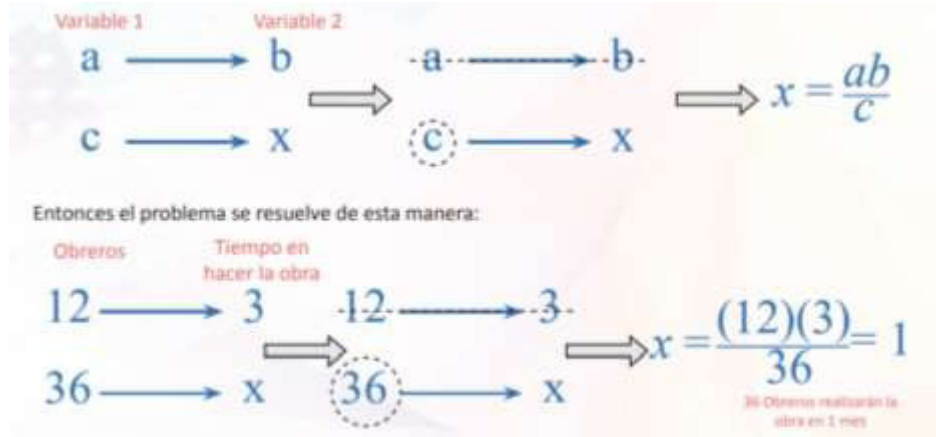 Variable 1 Variable 2
a b a b x = ab/c
c x c x
Entonces el problema se resuelve de esta manera:
Obreros Tiempo en
hacer la obra
12 3 12 3 x = (12)(3)/36 = 1
36 x 36 x
36 Obreros realizarán la
obra en 1 mes